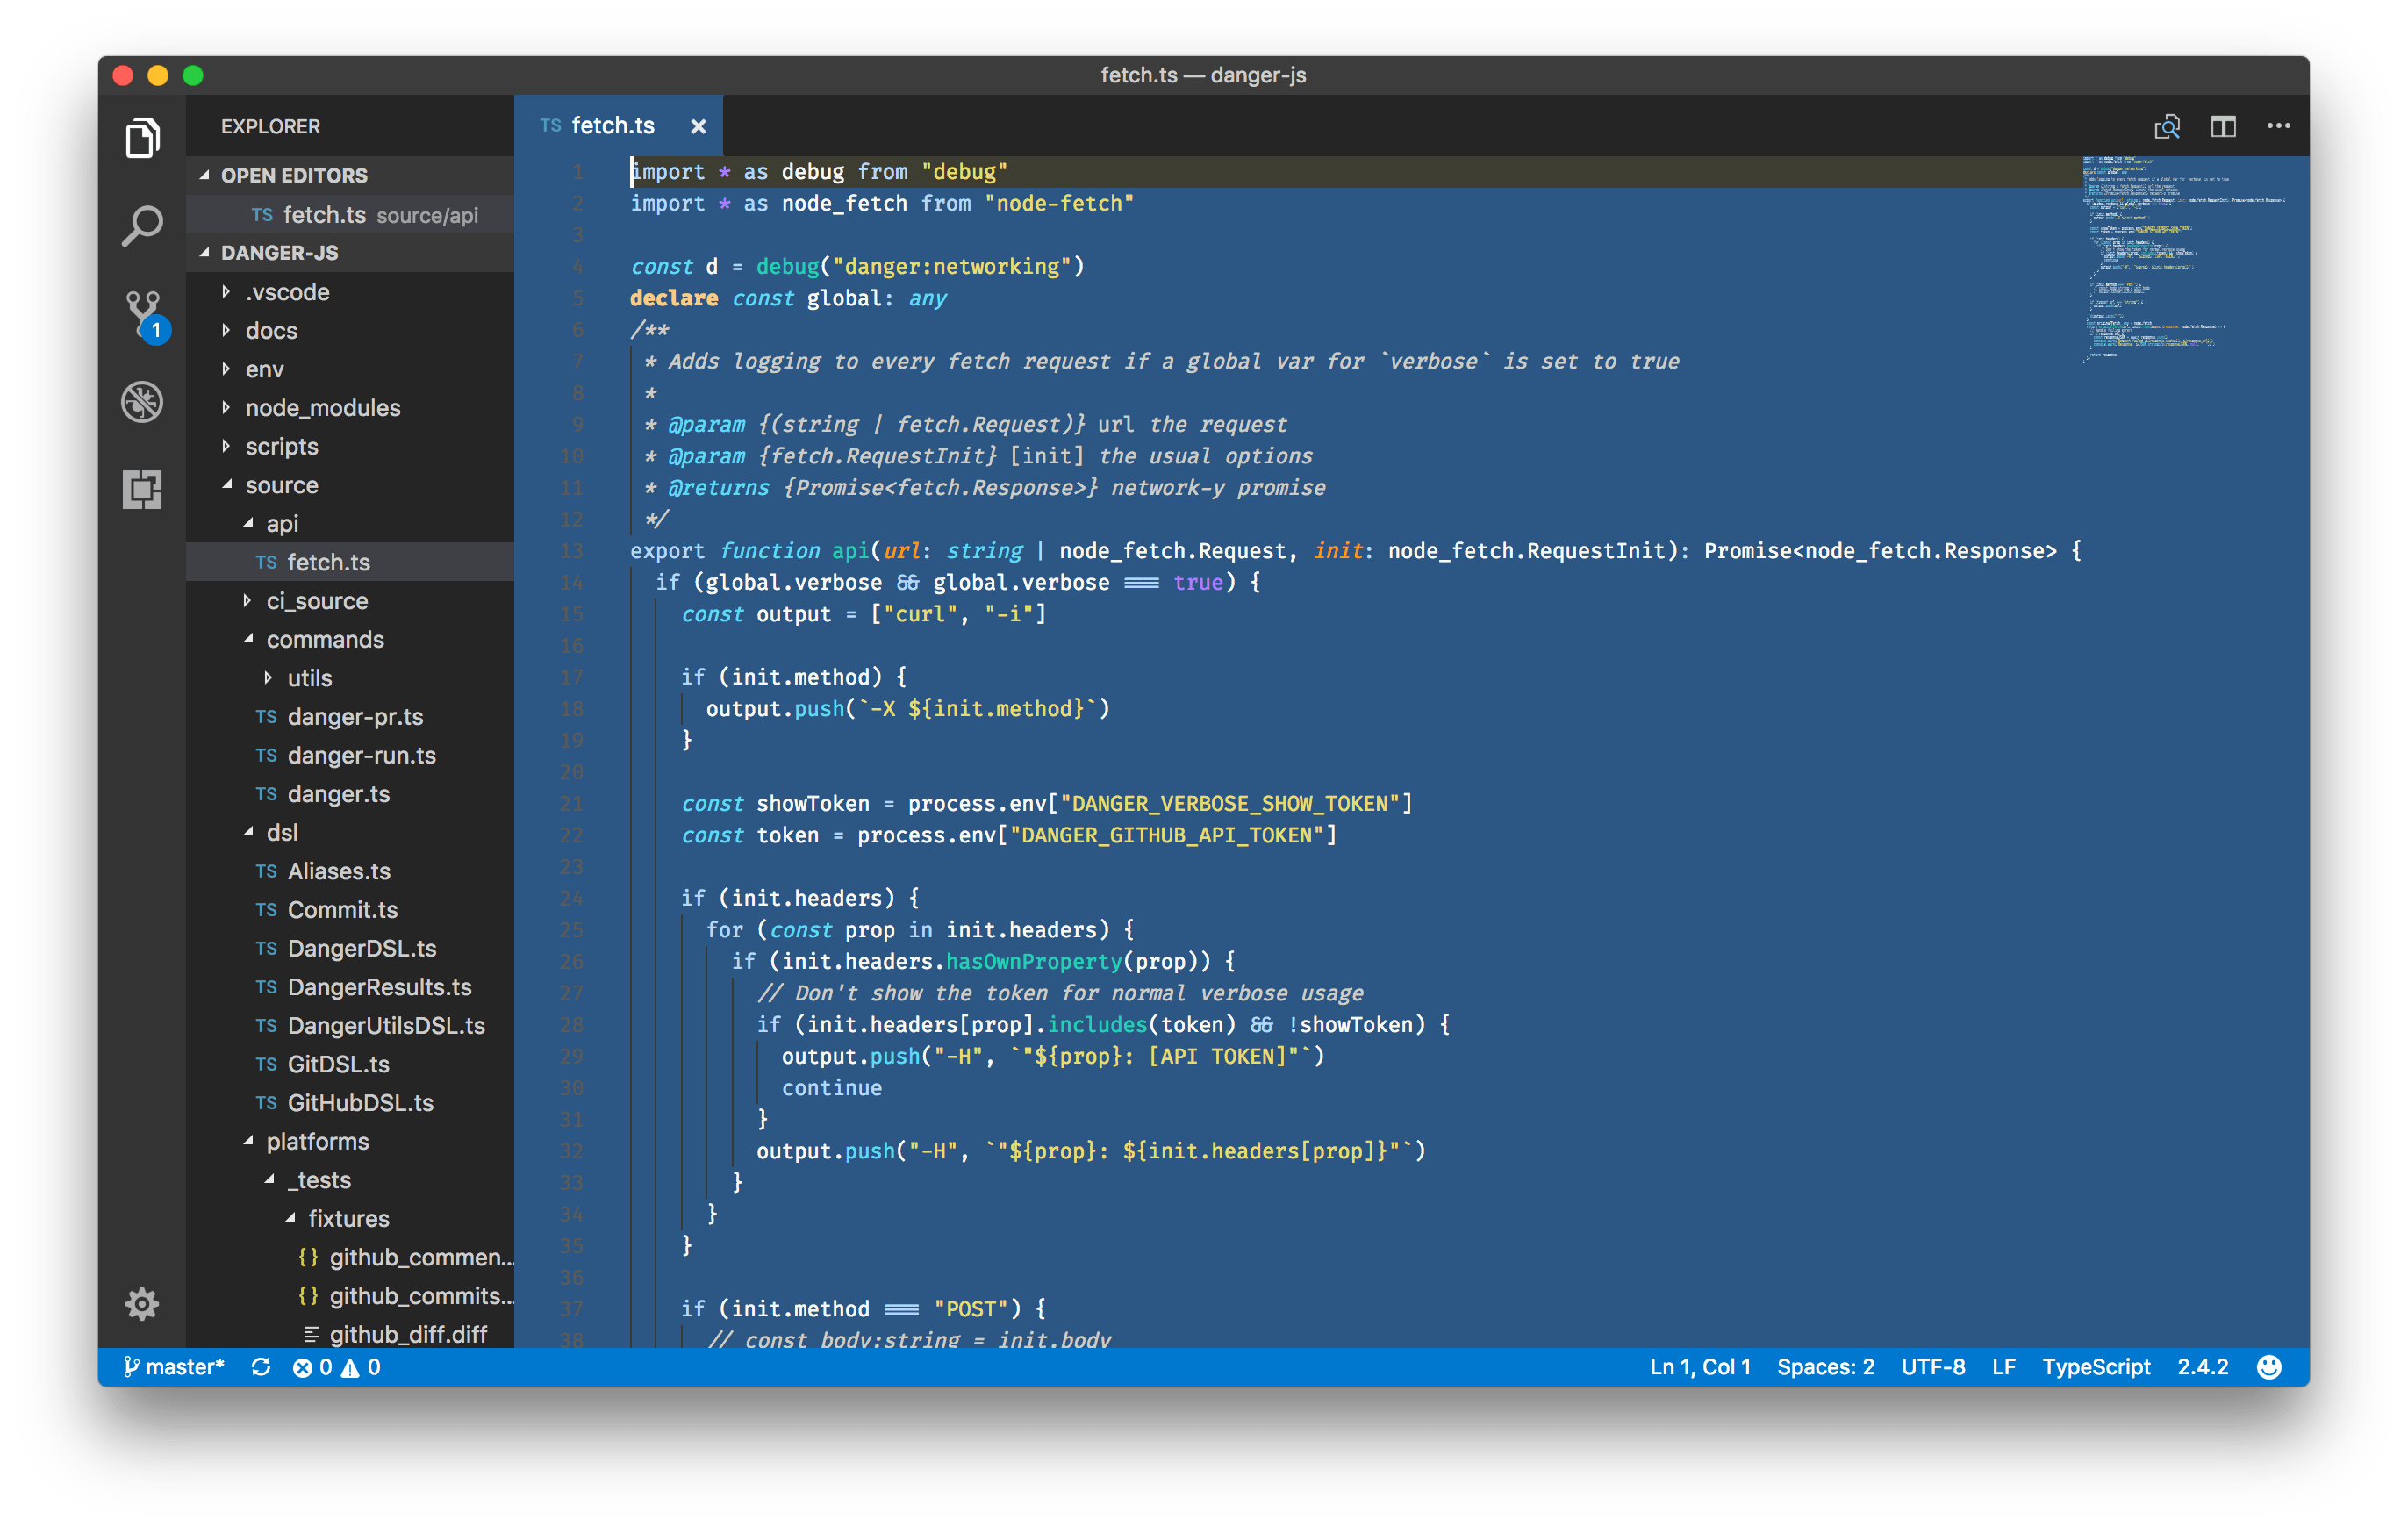 fetch.ts — danger-js
EXPLORER
OPEN EDITORS
TS fetch.ts source/api
DANGER-JS
.vscode
docs
env
node_modules
scripts
source
api
TS fetch.ts
ci_source
commands
utils
TS danger-pr.ts
TS danger-run.ts
TS danger.ts
dsl
TS Aliases.ts
TS Commit.ts
TS DangerDSL.ts
TS DangerResults.ts
TS DangerUtilsDSL.ts
TS GitDSL.ts
TS GitHubDSL.ts
platforms
_tests
fixtures
{} github_commen...
{} github_commits...
github_diff.diff
1
TS fetch.ts ×
1 import * as debug from "debug"
2 import * as node_fetch from "node-fetch"
3
4 const d = debug("danger:networking")
5 declare const global: any
6 /**
7 * Adds logging to every fetch request if a global var for `verbose` is set to true
8 *
9 * @param {(string | fetch.Request)} url the request
10 * @param {fetch.RequestInit} [init] the usual options
11 * @returns {Promise<fetch.Response>} network-y promise
12 */
13 export function api(url: string | node_fetch.Request, init: node_fetch.RequestInit): Promise<node_fetch.Response> {
14 if (global.verbose && global.verbose === true) {
15 const output = ["curl", "-i"]
16
17 if (init.method) {
18 output.push(`-X ${init.method}`)
19 }
20
21 const showToken = process.env["DANGER_VERBOSE_SHOW_TOKEN"]
22 const token = process.env["DANGER_GITHUB_API_TOKEN"]
23
24 if (init.headers) {
25 for (const prop in init.headers) {
26 if (init.headers.hasOwnProperty(prop)) {
27 // Don't show the token for normal verbose usage
28 if (init.headers[prop].includes(token) && !showToken) {
29 output.push("-H", `"${prop}: [API TOKEN]"`)
30 continue
31 }
32 output.push("-H", `"${prop}: ${init.headers[prop]}"`)
33 }
34 }
35 }
36
37 if (init.method === "POST") {
38 // const body:string = init.body
master* 0 0
Ln 1, Col 1 Spaces: 2 UTF-8 LF TypeScript 2.4.2